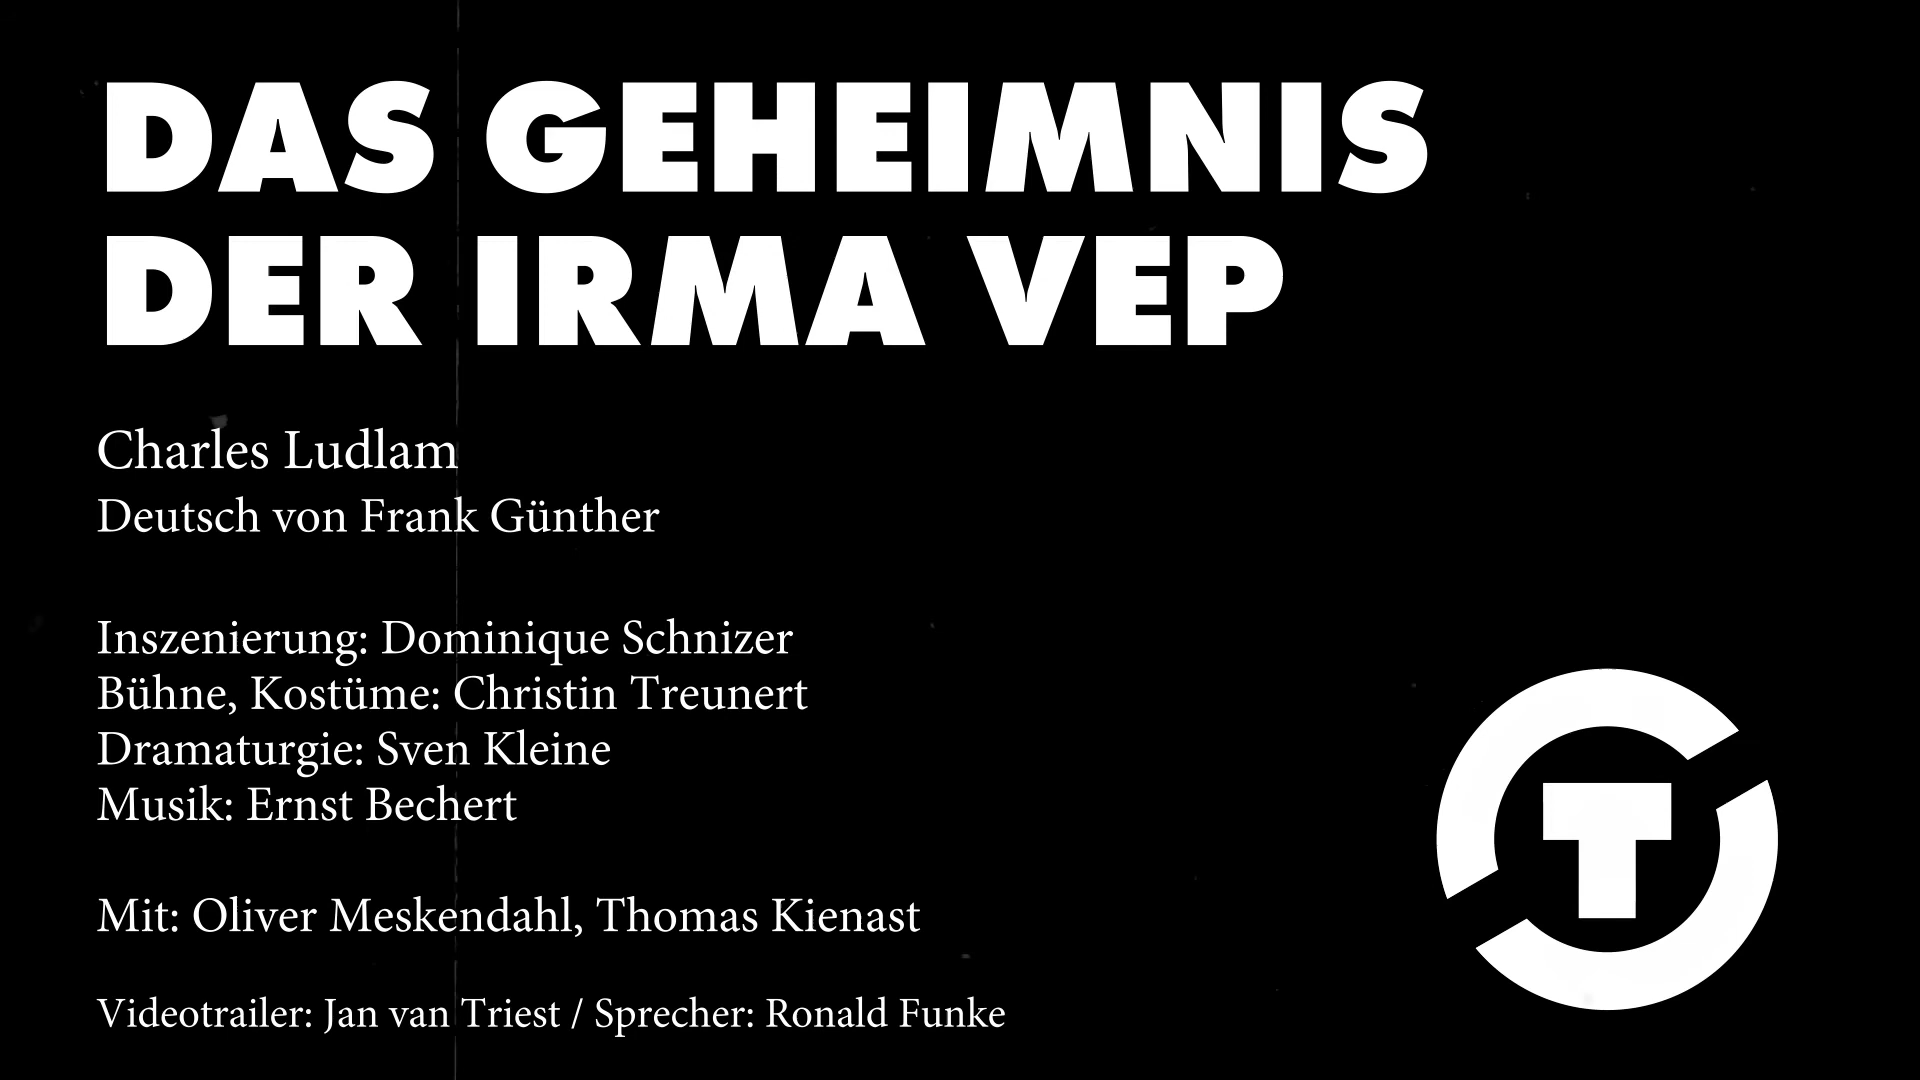 DAS GEHEIMNIS
DER IRMA VEP
Charles Ludlam
Deutsch von Frank Günther
Inszenierung: Dominique Schnizer
Bühne, Kostüme: Christin Treunert
Dramaturgie: Sven Kleine
Musik: Ernst Bechert
Mit: Oliver Meskendahl, Thomas Kienast
Videotrailer: Jan van Triest / Sprecher: Ronald Funke
T